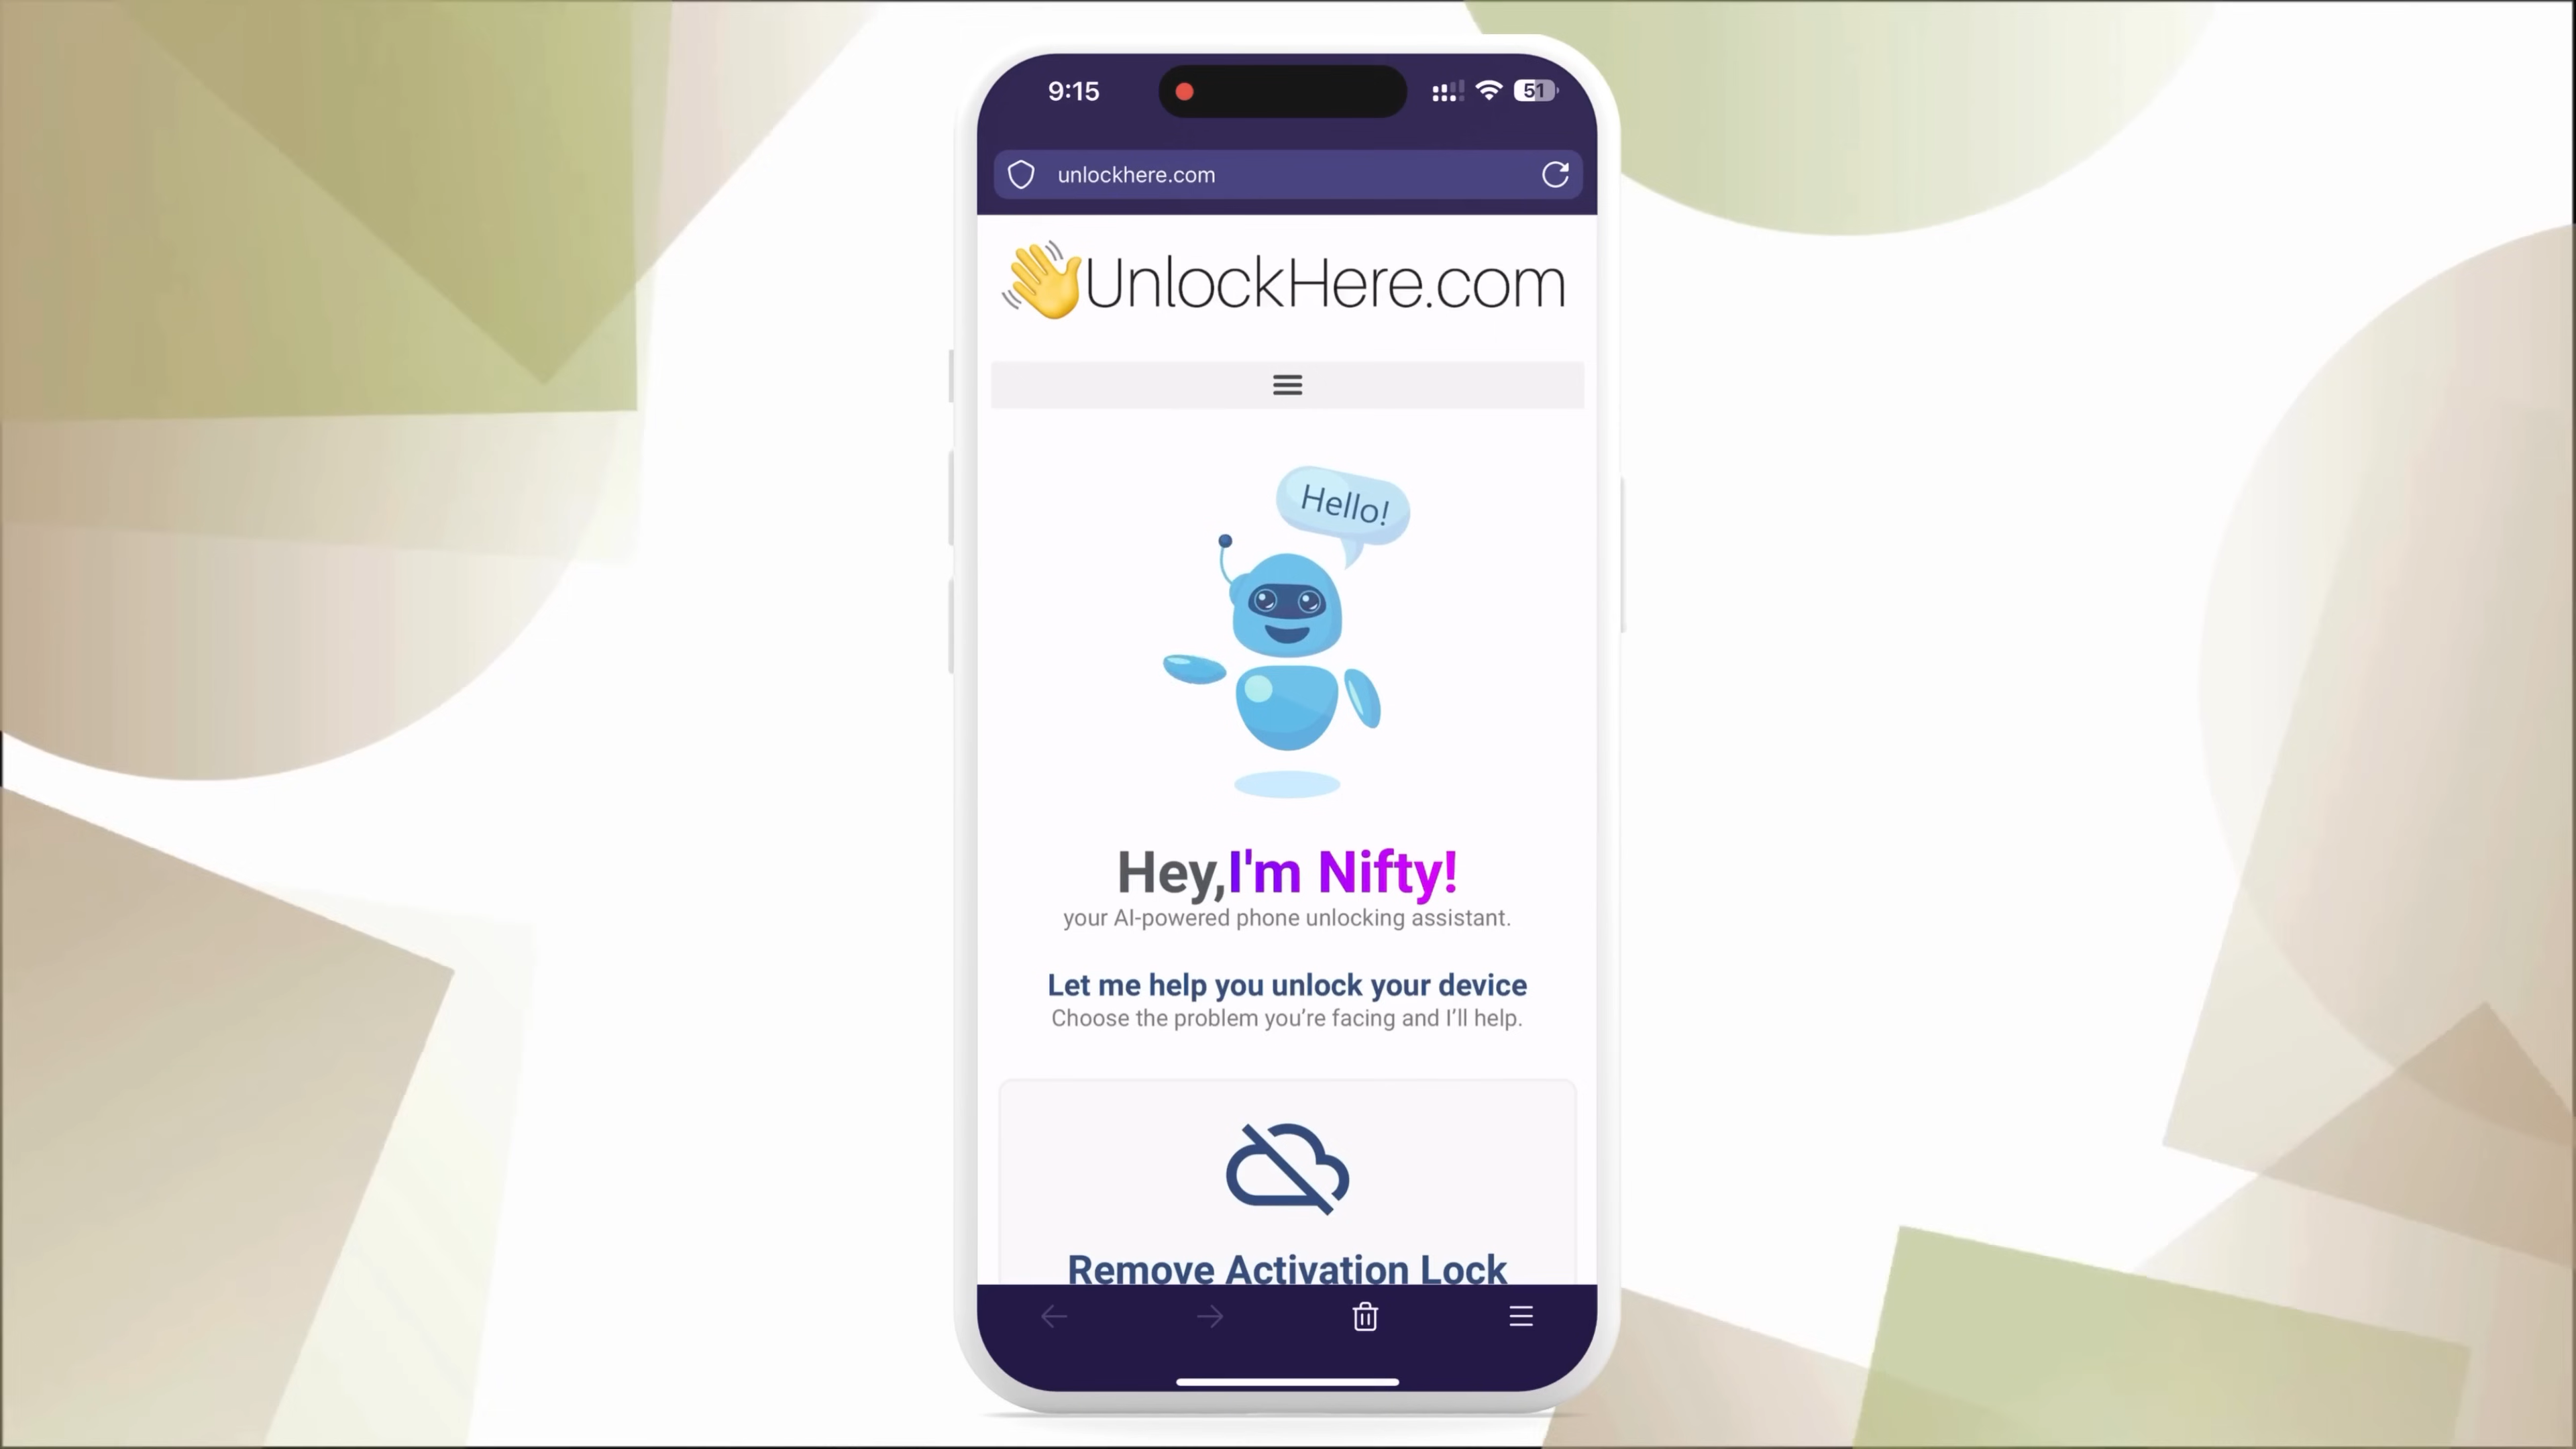 9:15
51
unlockhere.com
UnlockHere.com
Hello!
Hey,I'm Nifty!
your AI-powered phone unlocking assistant.
Let me help you unlock your device
Choose the problem you’re facing and I’ll help.
Remove Activation Lock